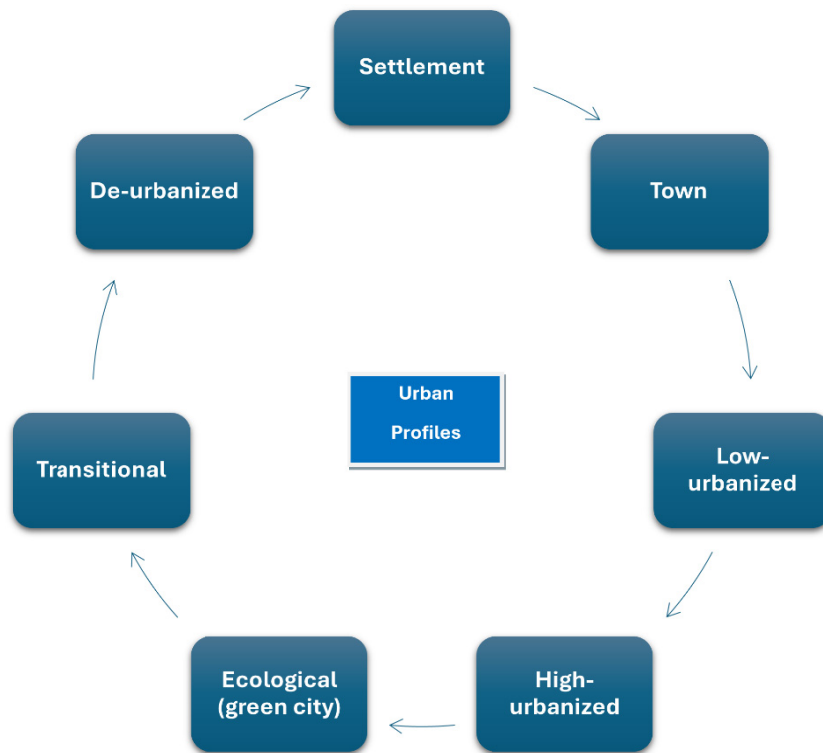 Settlement
De-urbanized
Town
Urban
Profiles
Transitional
Low-
urbanized
Ecological
(green city)
High-
urbanized